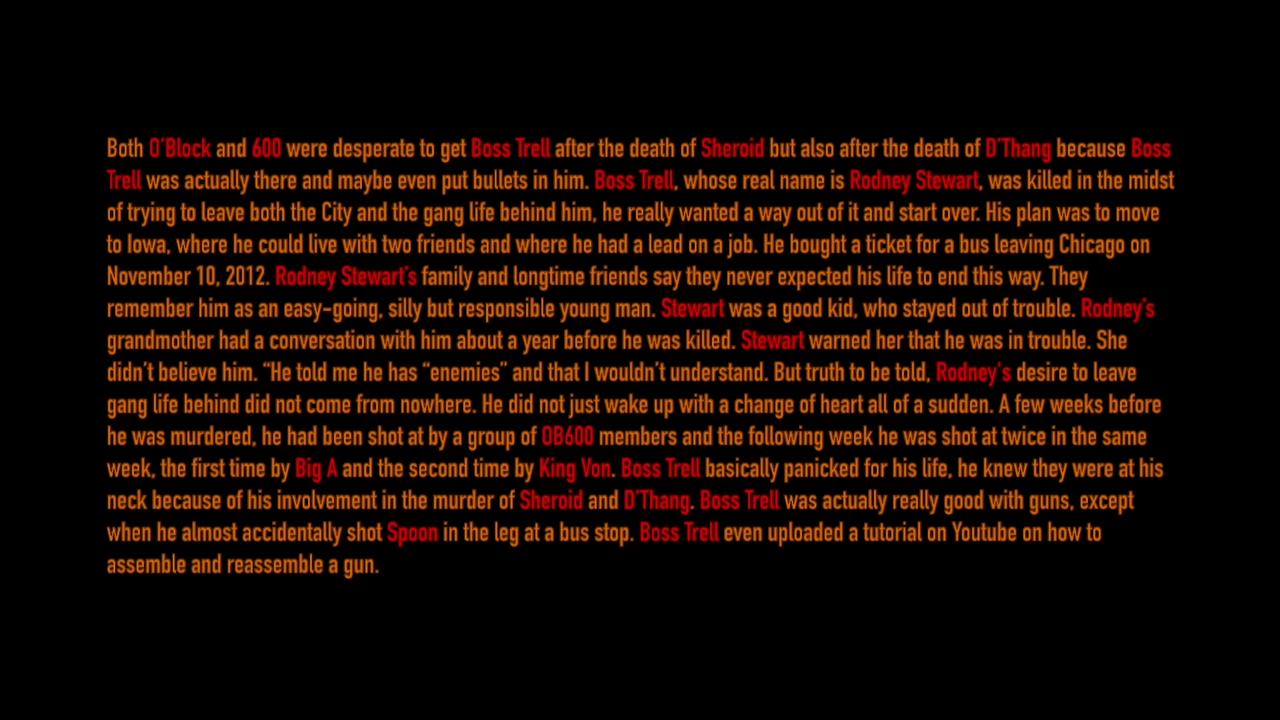 Both O'Block and 600 were desperate to get Boss Trell after the death of Sheroid but also after the death of D'Thang because Boss
Trell was actually there and maybe even put bullets in him. Boss Trell, whose real name is Rodney Stewart, was killed in the midst
of trying to leave both the City and the gang life behind him, he really wanted a way out of it and start over. His plan was to move
to Iowa, where he could live with two friends and where he had a lead on a job. He bought a ticket for a bus leaving Chicago on
November 10, 2012. Rodney Stewart's family and longtime friends say they never expected his life to end this way. They
remember him as an easy-going, silly but responsible young man. Stewart was a good kid, who stayed out of trouble. Rodney's
grandmother had a conversation with him about a year before he was killed. Stewart warned her that he was in trouble. She
didn't believe him. “He told me he has “enemies” and that I wouldn't understand. But truth to be told, Rodney's desire to leave
gang life behind did not come from nowhere. He did not just wake up with a change of heart all of a sudden. A few weeks before
he was murdered, he had been shot at by a group of OB600 members and the following week he was shot at twice in the same
week, the first time by Big A and the second time by King Von. Boss Trell basically panicked for his life, he knew they were at his
neck because of his involvement in the murder of Sheroid and D'Thang. Boss Trell was actually really good with guns, except
when he almost accidentally shot Spoon in the leg at a bus stop. Boss Trell even uploaded a tutorial on Youtube on how to
assemble and reassemble a gun.